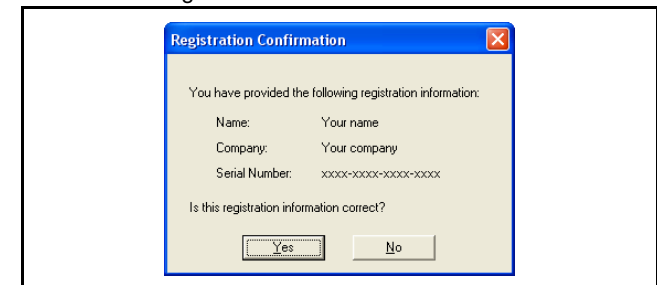 Registration Confirmation
You have provided the following registration information:
Name: Your name
Company: Your company
Serial Number: xxxx-xxxx-xxxx-xxxx
Is this registration information correct?
Yes No